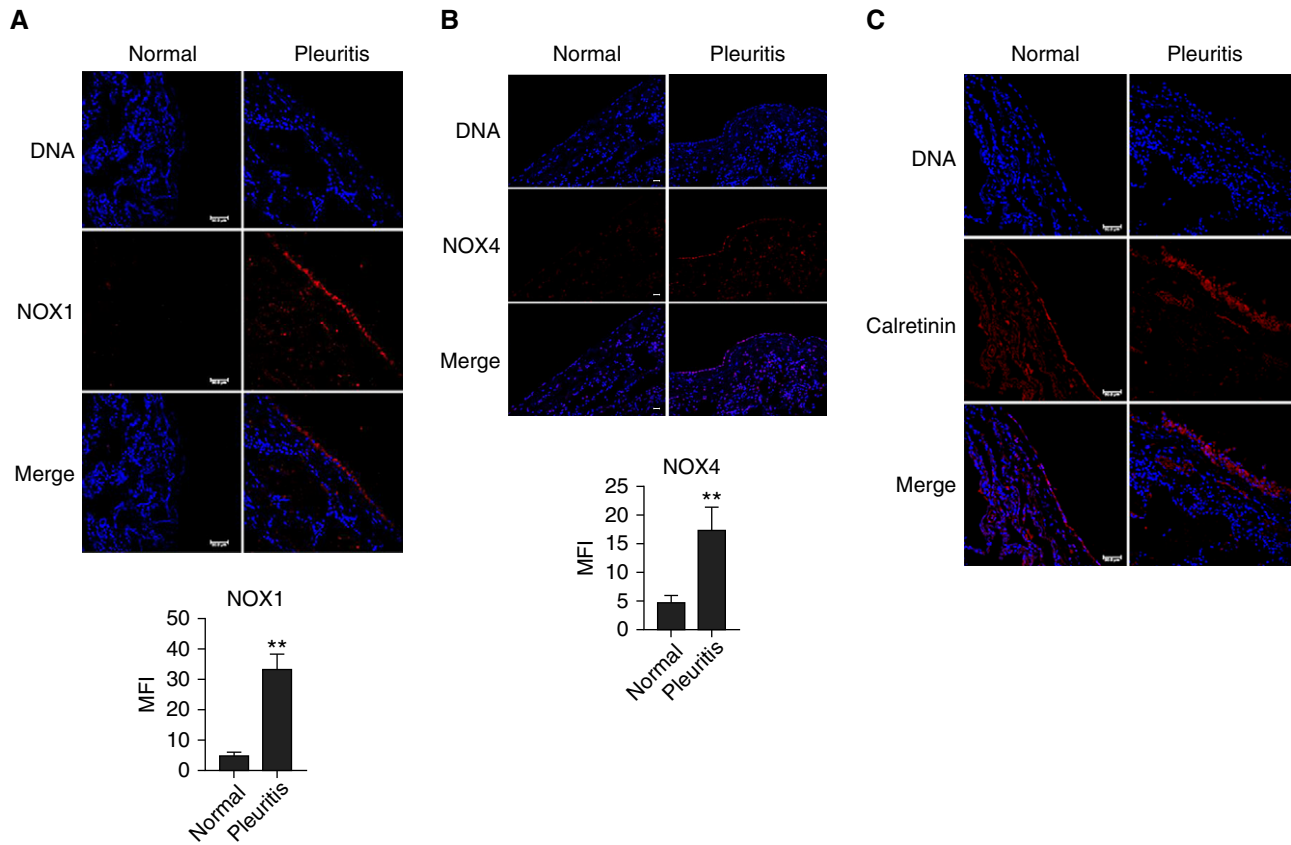 A
Normal Pleuritis
DNA
NOX1
Merge
NOX1
50
40
30
20
10
0
MFI
**
Normal
Pleuritis
B
Normal Pleuritis
DNA
NOX4
Merge
NOX4
25
20
15
10
5
0
MFI
**
Normal
Pleuritis
C
Normal Pleuritis
DNA
Calretinin
Merge